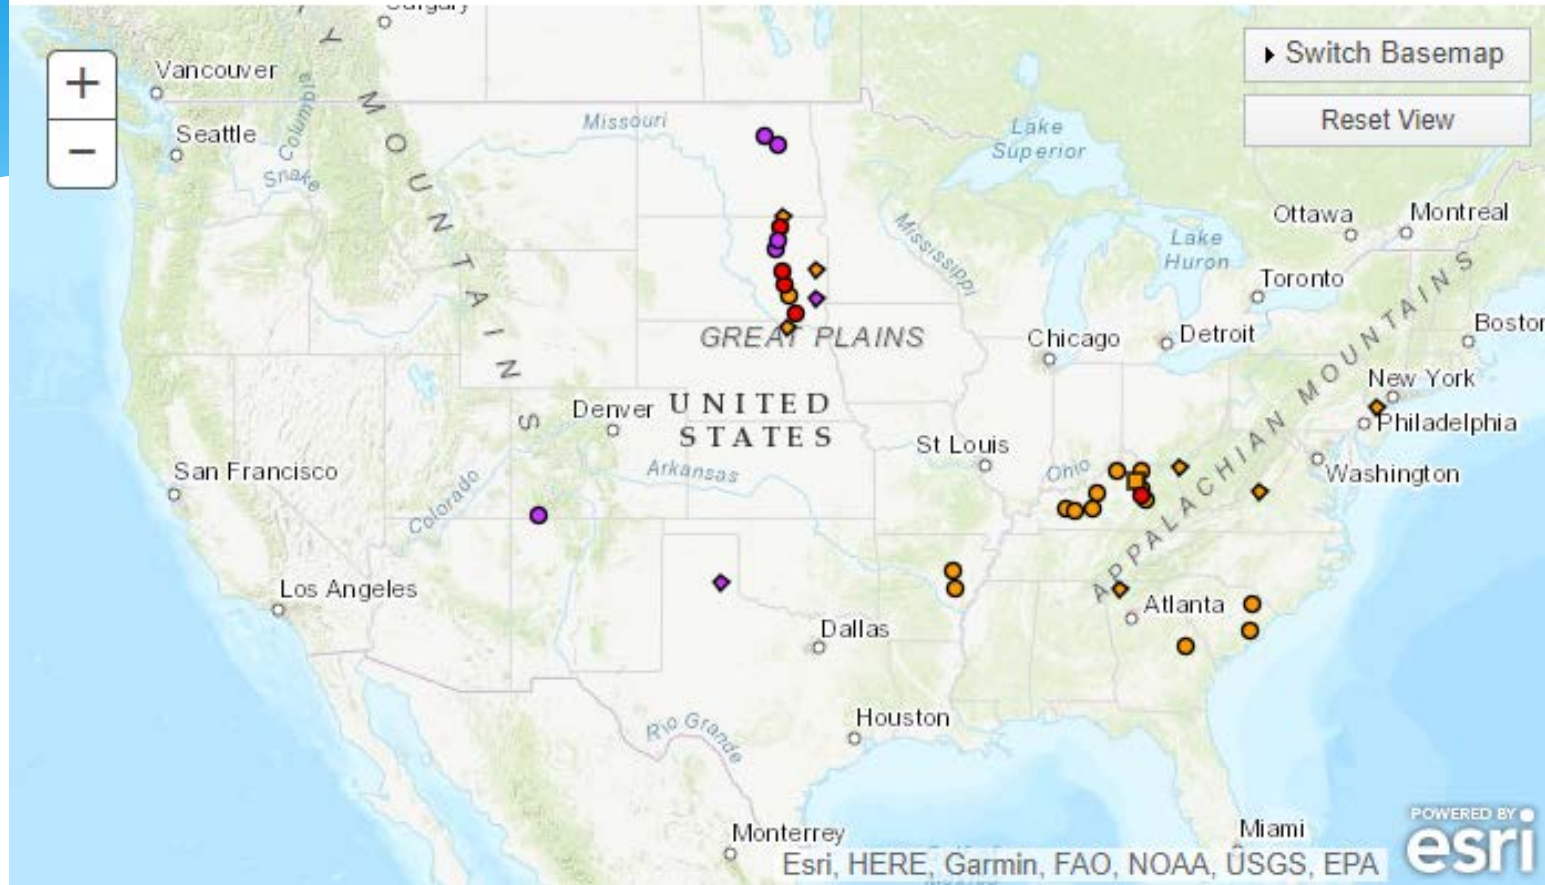 Calgary
+
−
Switch Basemap
Reset View
Vancouver
Seattle
Columbia
Snake
Missouri
ROCKY MOUNTAINS
Lake
Superior
Mississippi
Ottawa
Montreal
Lake
Huron
Toronto
Boston
Chicago
Detroit
GREAT PLAINS
APPALACHIAN MOUNTAINS
New York
Philadelphia
Washington
Denver
UNITED
STATES
St Louis
Ohio
Arkansas
San Francisco
Colorado
Los Angeles
Atlanta
Dallas
Houston
Rio Grande
Monterrey
Miami
Esri, HERE, Garmin, FAO, NOAA, USGS, EPA
POWERED BY
esri